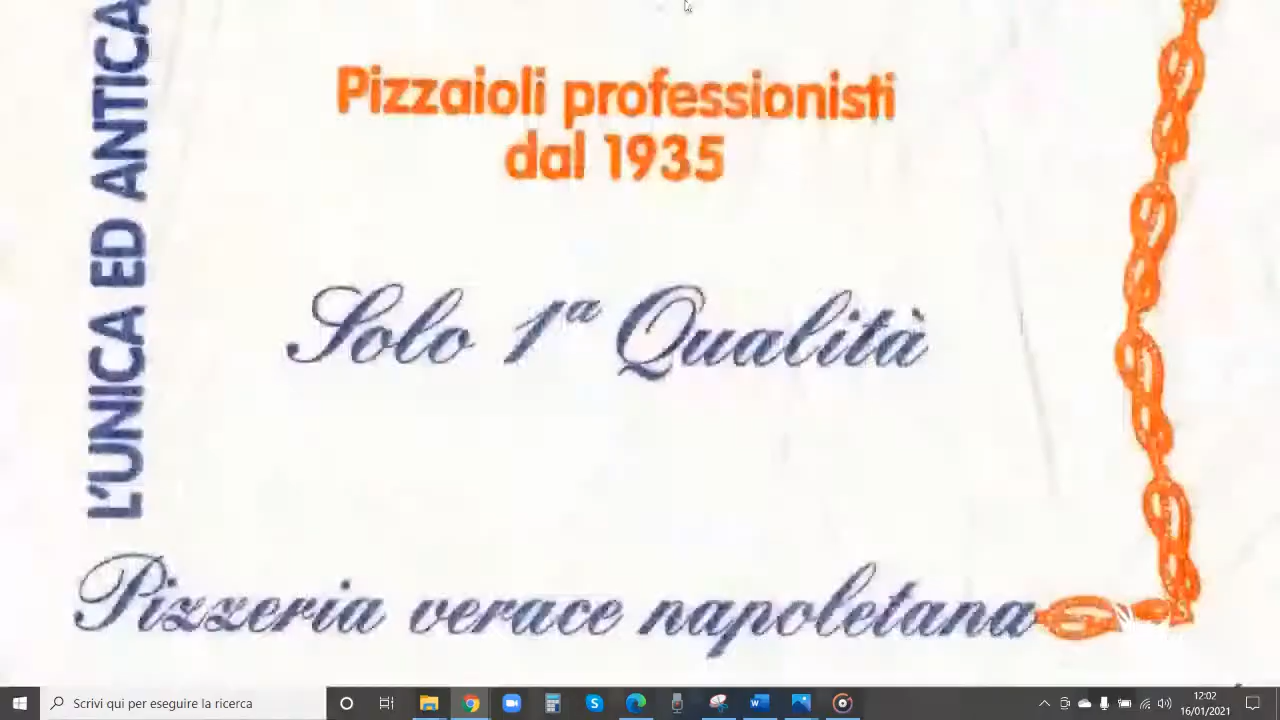 L'UNICA ED ANTICA
Pizzaioli professionisti
dal 1935
Solo 1ª Qualità
Pizzeria verace napoletana
Scrivi qui per eseguire la ricerca
12:02
16/01/2021